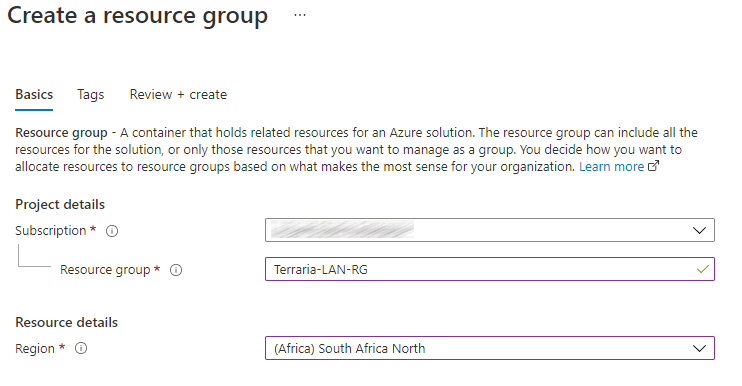 Create a resource group ...
Basics Tags Review + create
Resource group - A container that holds related resources for an Azure solution. The resource group can include all the
resources for the solution, or only those resources that you want to manage as a group. You decide how you want to
allocate resources to resource groups based on what makes the most sense for your organization. Learn more
Project details
Subscription *
Resource group * Terraria-LAN-RG
Resource details
Region * (Africa) South Africa North